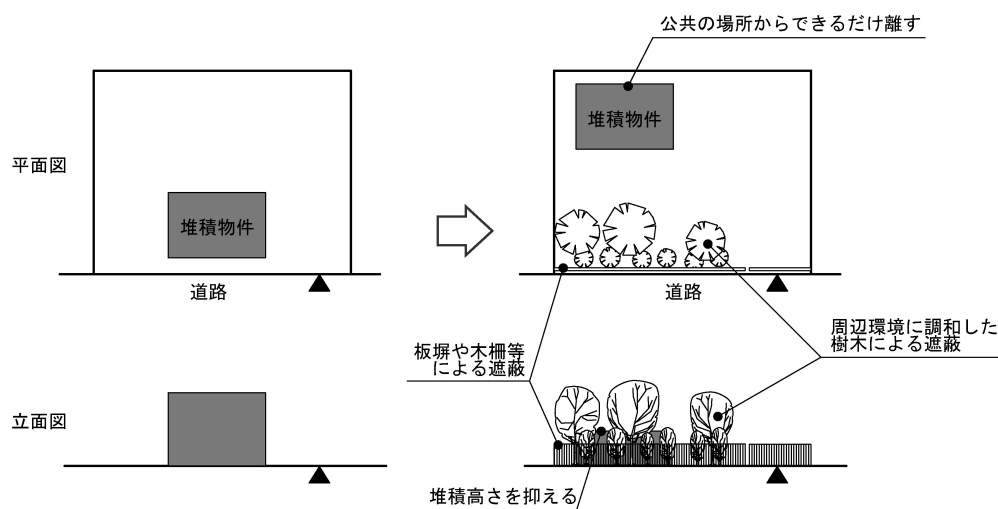 公共の場所からできるだけ離す
堆積物件
平面図
堆積物件
道路
道路
周辺環境に調和した
樹木による遮蔽
板塀や木柵等
による遮蔽
立面図
堆積高さを抑える